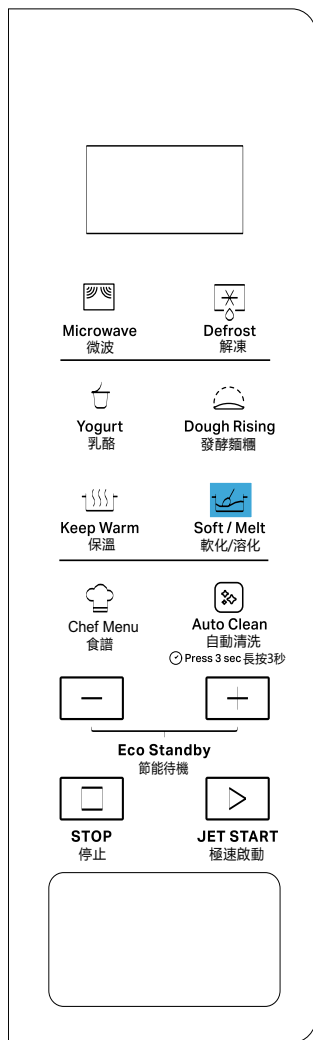 Microwave
微波
Defrost
解凍
Yogurt
乳酪
Dough Rising
發酵麵糰
Keep Warm
保溫
Soft / Melt
軟化/溶化
Chef Menu
食譜
Auto Clean
自動清洗
Press 3 sec 長按3秒
Eco Standby
節能待機
STOP
停止
JET START
極速啟動